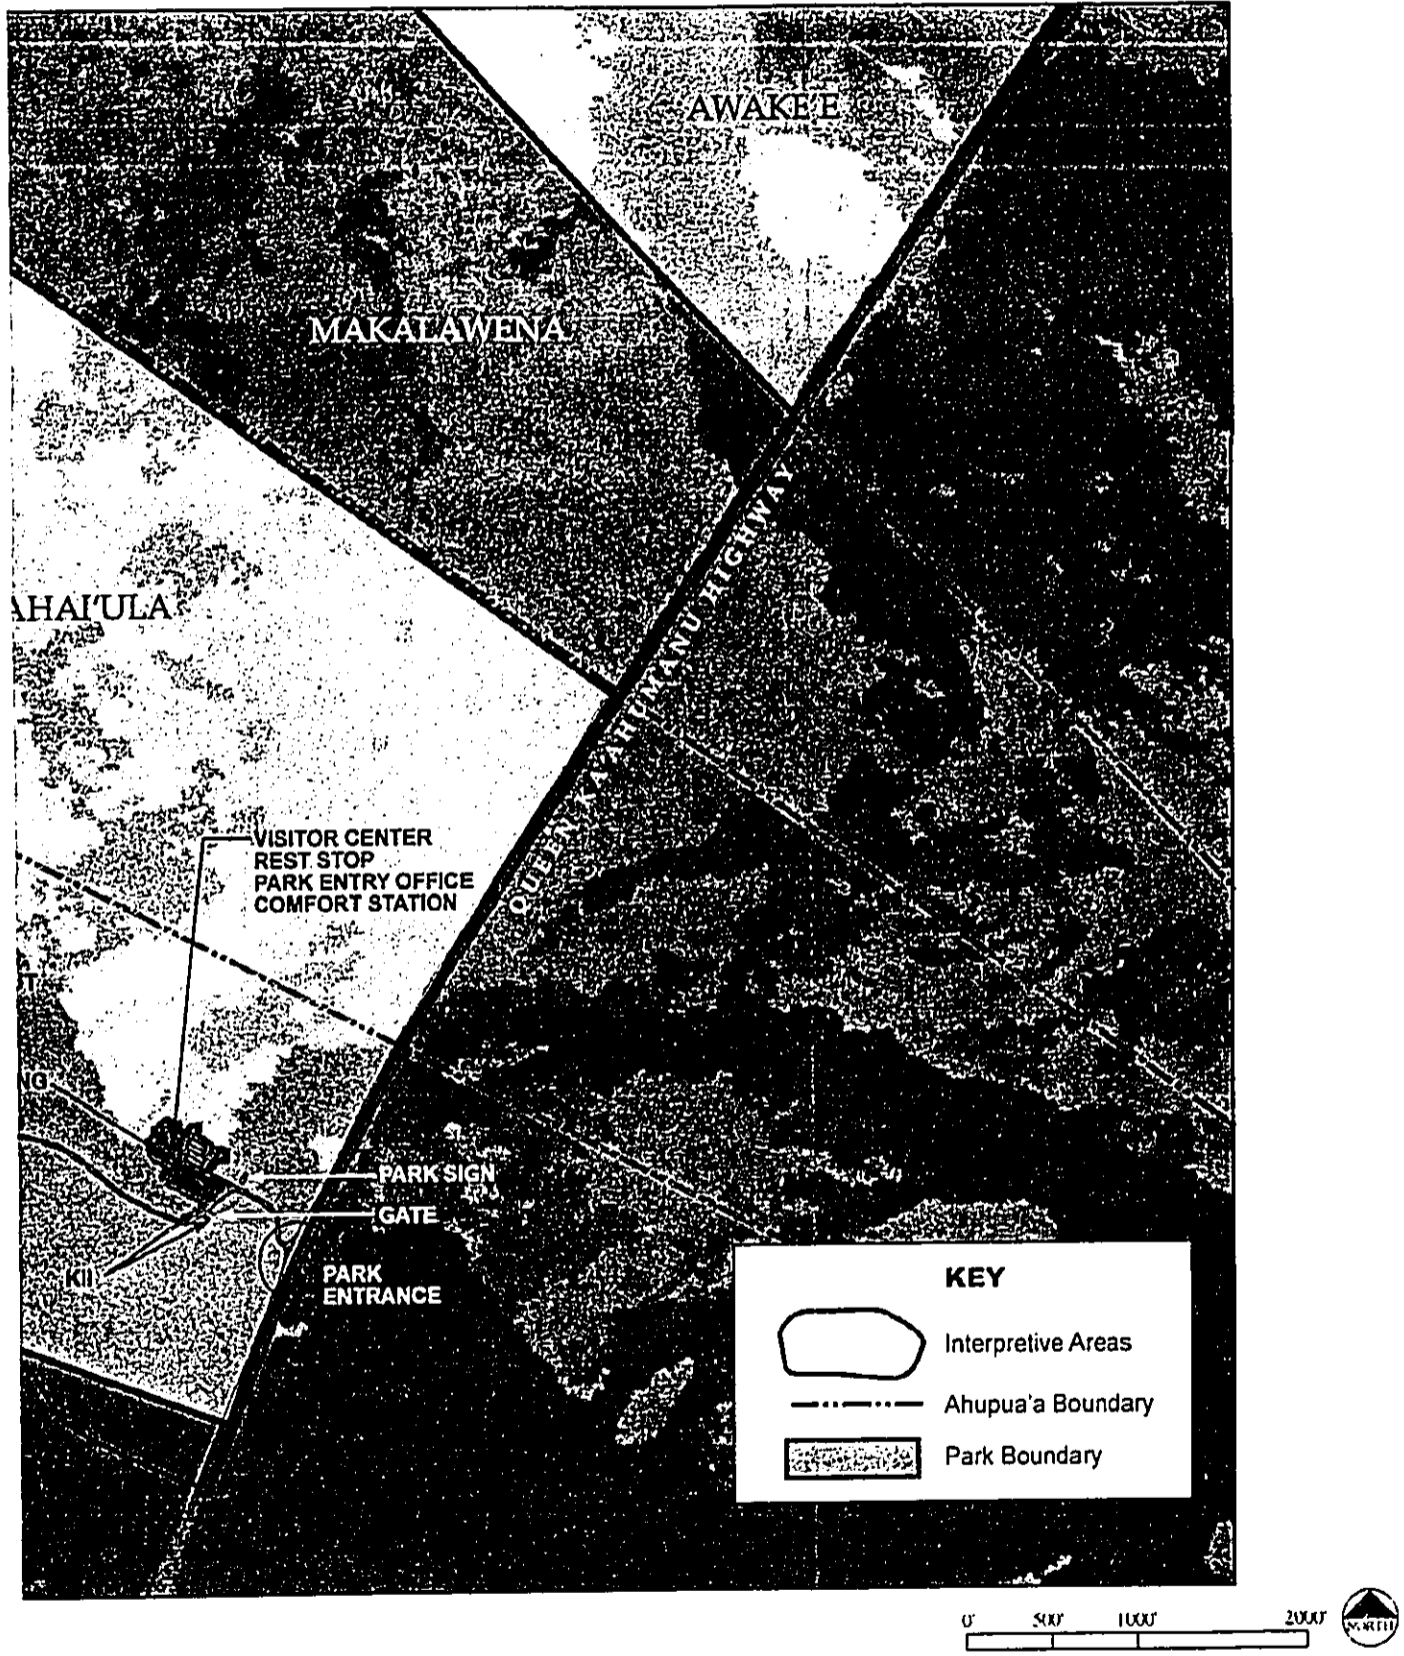 AWAKE'E
MAKALAWENA
QUEEN KA'AHUMANU HIGHWAY
AHAI'ULA
VISITOR CENTER
REST STOP
PARK ENTRY OFFICE
COMFORT STATION
T
NG
PARK SIGN
GATE
KII
PARK
ENTRANCE
KEY
Interpretive Areas
Ahupua'a Boundary
Park Boundary
0' 500' 1000' 2000'
NORTH